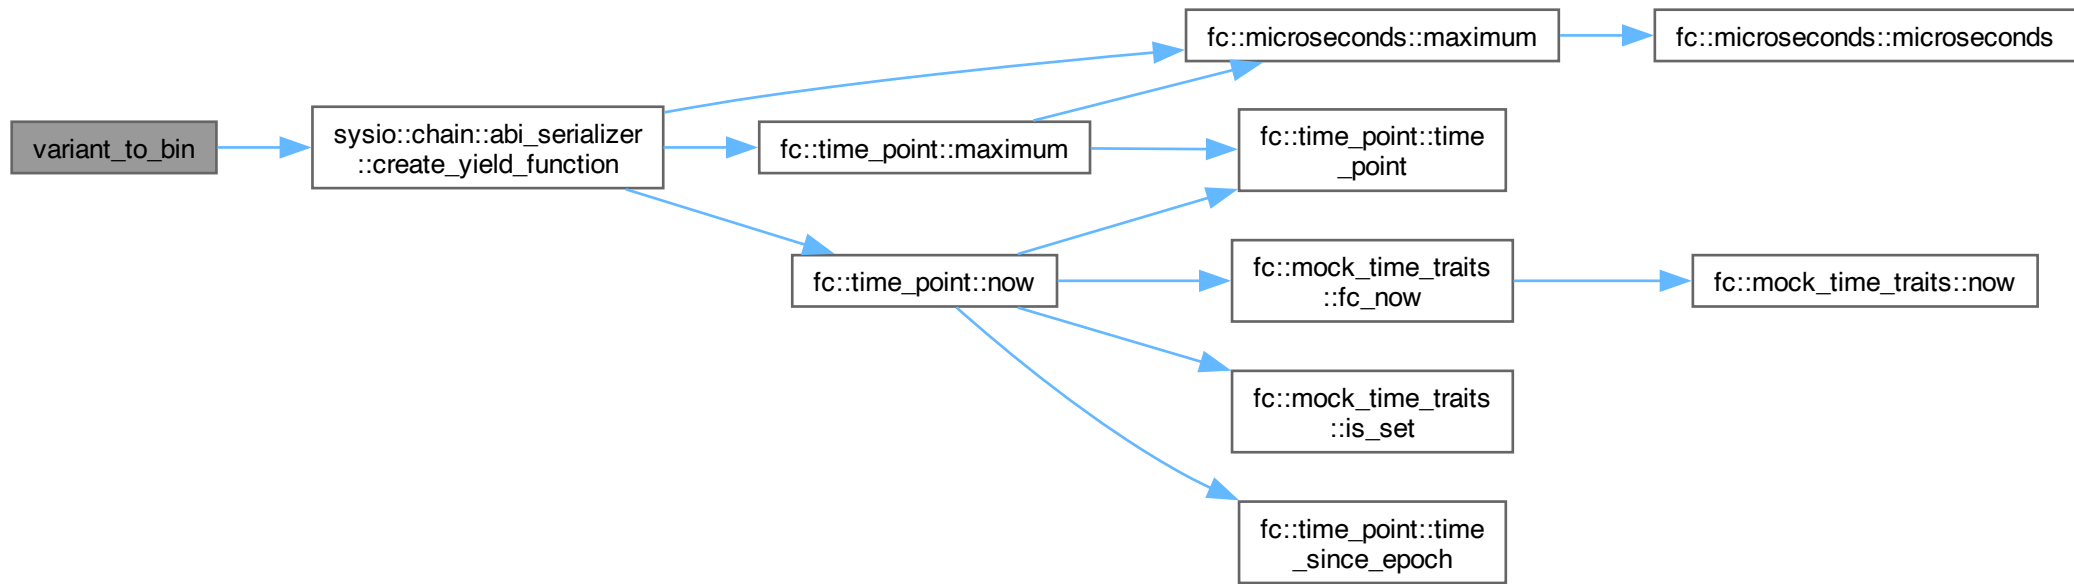 variant_to_bin
sysio::chain::abi_serializer
::create_yield_function
fc::microseconds::maximum
fc::microseconds::microseconds
fc::time_point::maximum
fc::time_point::time
_point
fc::time_point::now
fc::mock_time_traits
::fc_now
fc::mock_time_traits::now
fc::mock_time_traits
::is_set
fc::time_point::time
_since_epoch